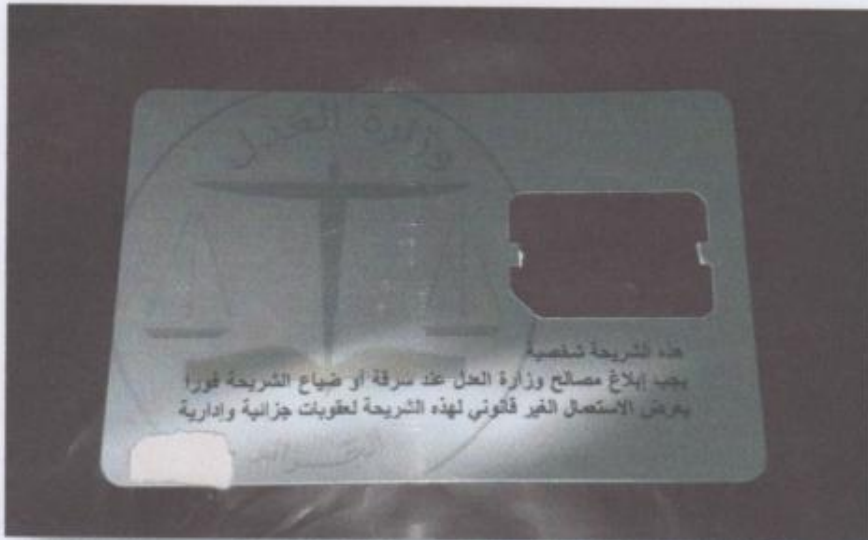 وزارة العدل
هذه الشريحة شخصية
يجب إبلاغ مصالح وزارة العدل عند سرقة أو ضياع الشريحة فورا
يعرض الاستعمال الغير قانوني لهذه الشريحة لعقوبات جزائية وإدارية